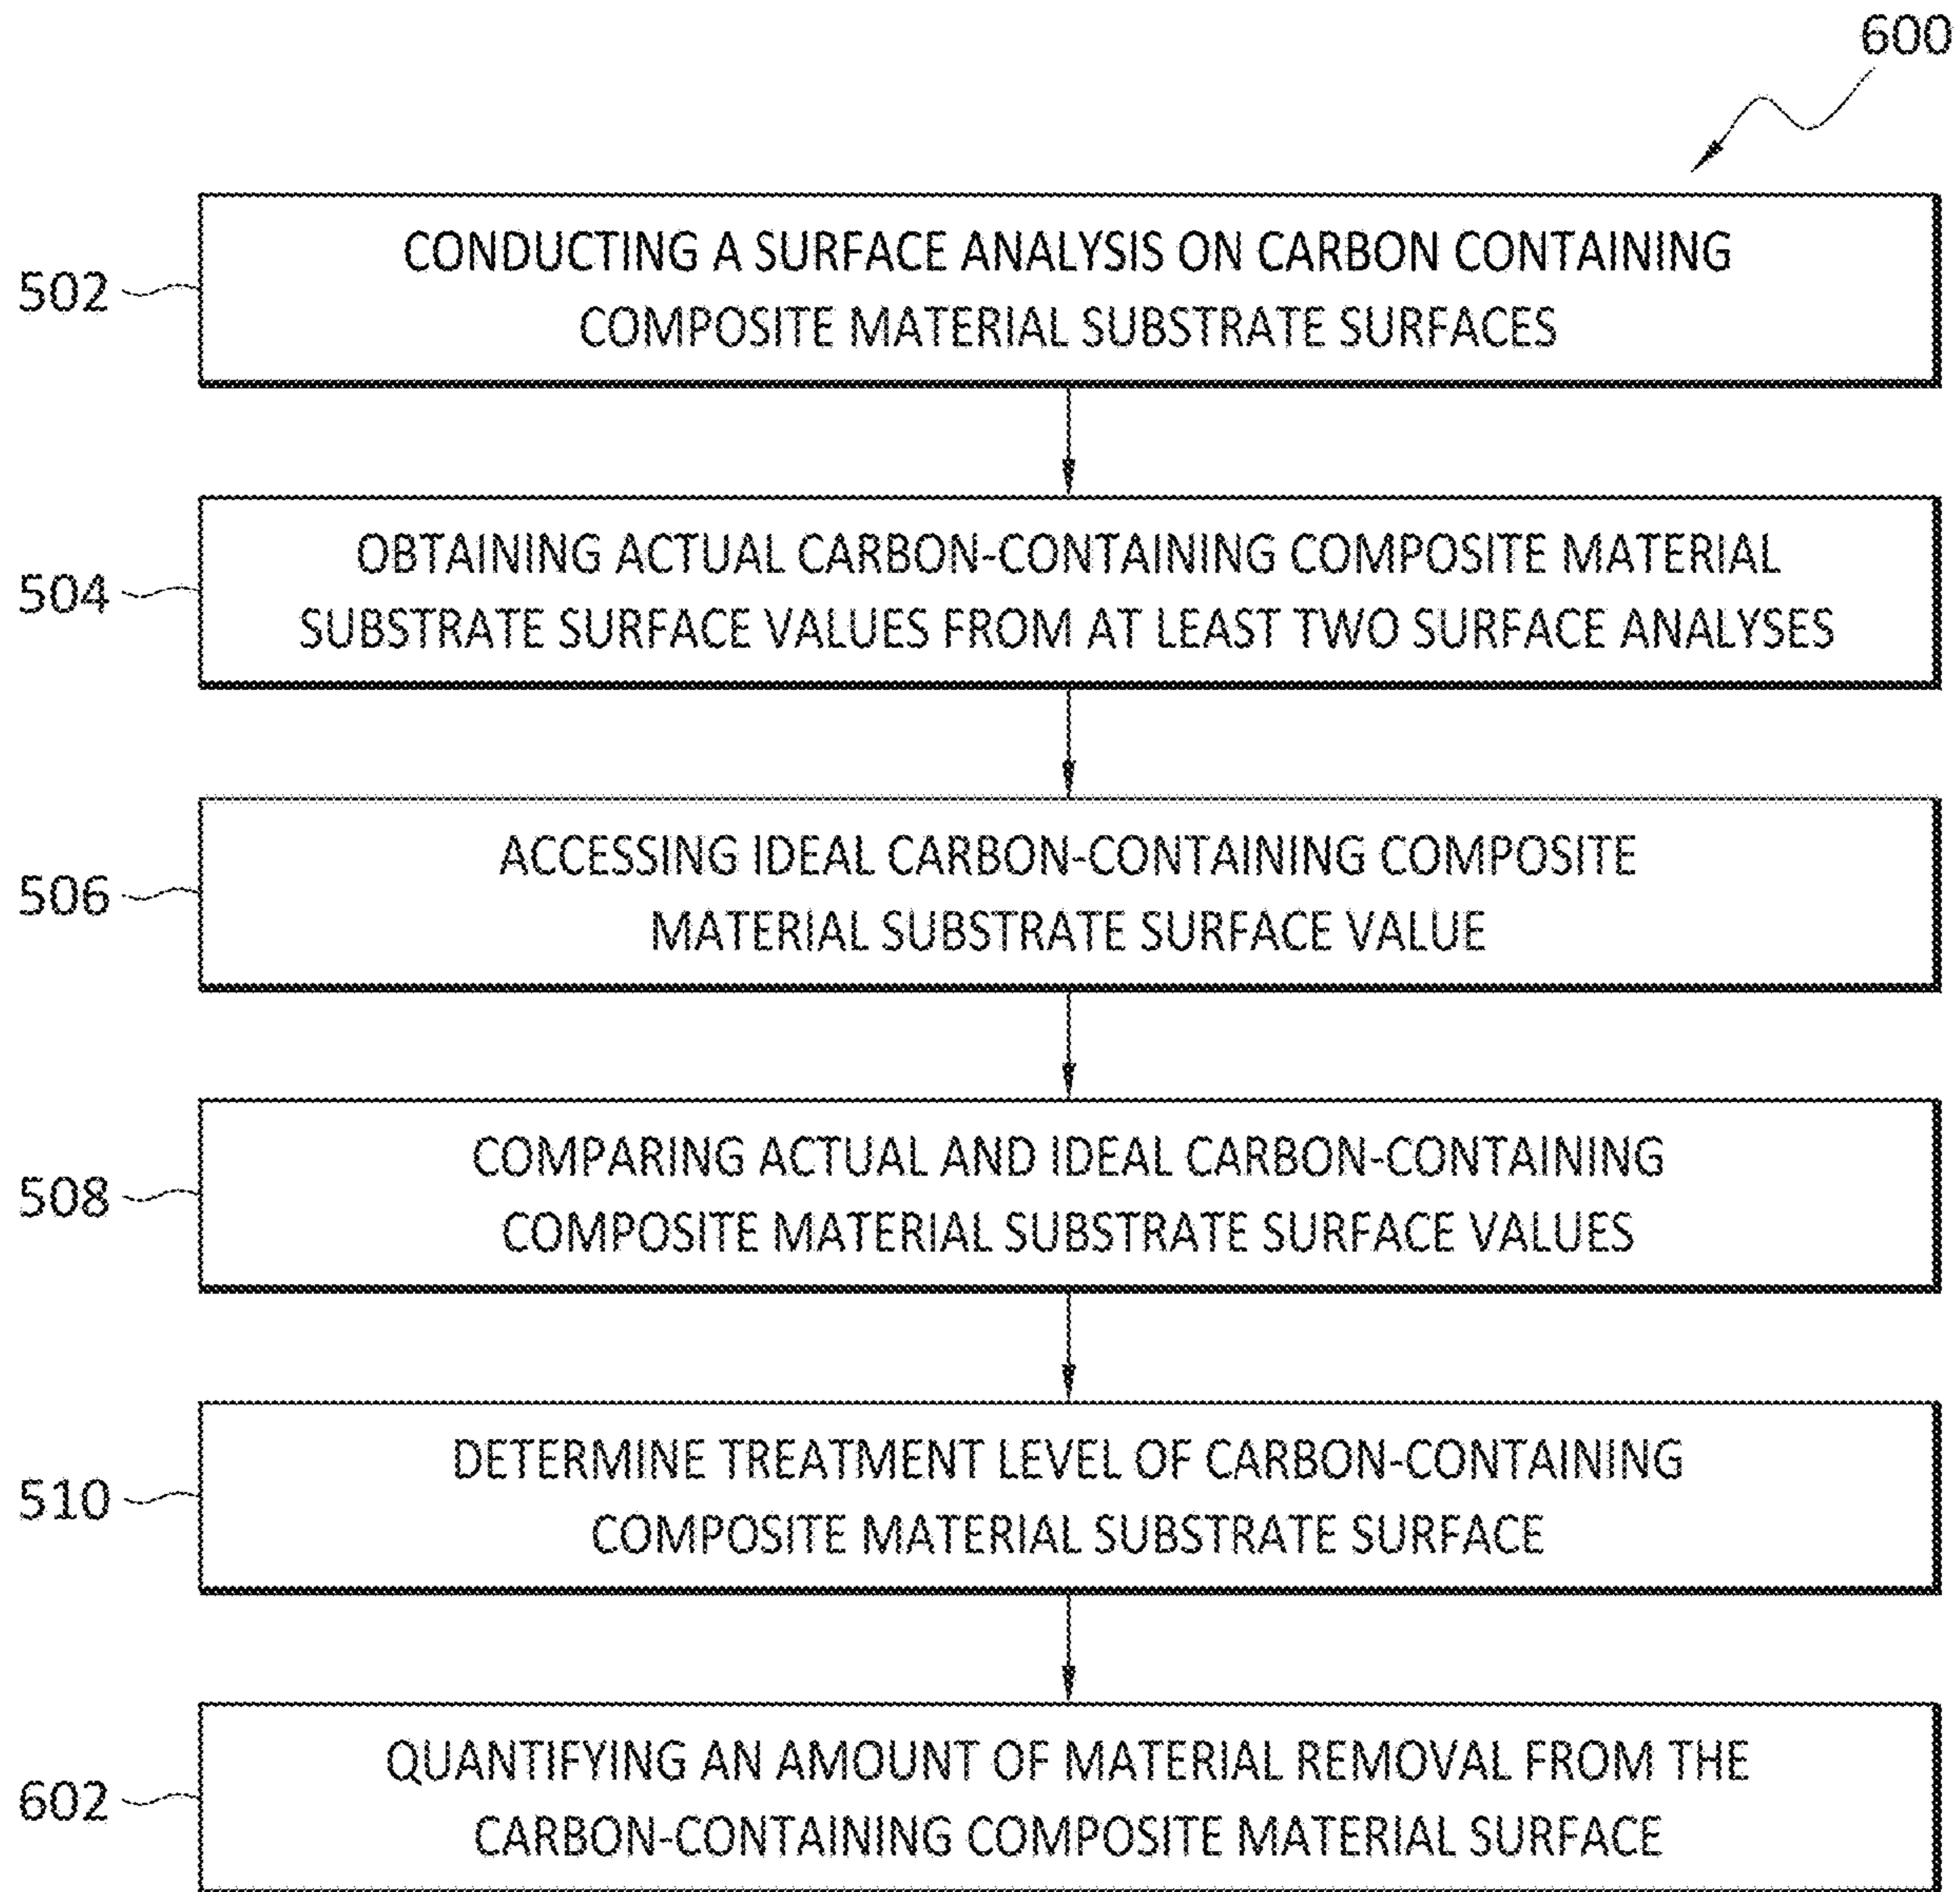 600
502
CONDUCTING A SURFACE ANALYSIS ON CARBON CONTAINING
COMPOSITE MATERIAL SUBSTRATE SURFACES
504
OBTAINING ACTUAL CARBON-CONTAINING COMPOSITE MATERIAL
SUBSTRATE SURFACE VALUES FROM AT LEAST TWO SURFACE ANALYSES
506
ACCESSING IDEAL CARBON-CONTAINING COMPOSITE
MATERIAL SUBSTRATE SURFACE VALUE
508
COMPARING ACTUAL AND IDEAL CARBON-CONTAINING
COMPOSITE MATERIAL SUBSTRATE SURFACE VALUES
510
DETERMINE TREATMENT LEVEL OF CARBON-CONTAINING
COMPOSITE MATERIAL SUBSTRATE SURFACE
602
QUANTIFYING AN AMOUNT OF MATERIAL REMOVAL FROM THE
CARBON-CONTAINING COMPOSITE MATERIAL SURFACE